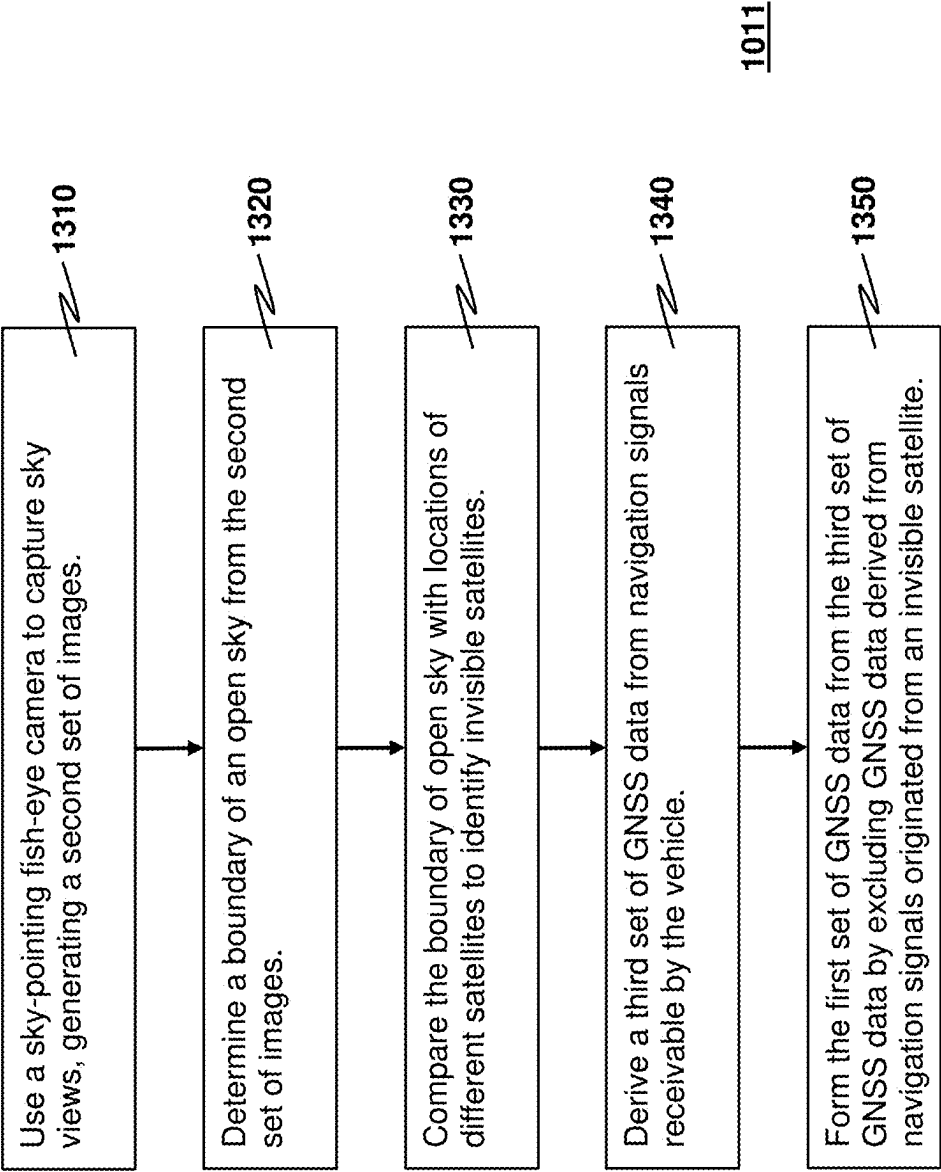 1011
Use a sky-pointing fish-eye camera to capture sky
views, generating a second set of images.
1310
Determine a boundary of an open sky from the second
set of images.
1320
Compare the boundary of open sky with locations of
different satellites to identify invisible satellites.
1330
Derive a third set of GNSS data from navigation signals
receivable by the vehicle.
1340
Form the first set of GNSS data from the third set of
GNSS data by excluding GNSS data derived from
navigation signals originated from an invisible satellite.
1350